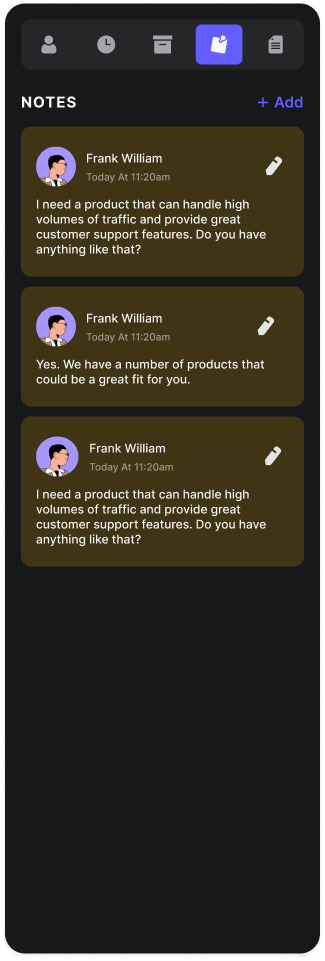 NOTES
+ Add
Frank William
Today At 11:20am
I need a product that can handle high
volumes of traffic and provide great
customer support features. Do you have
anything like that?
Frank William
Today At 11:20am
Yes. We have a number of products that
could be a great fit for you.
Frank William
Today At 11:20am
I need a product that can handle high
volumes of traffic and provide great
customer support features. Do you have
anything like that?